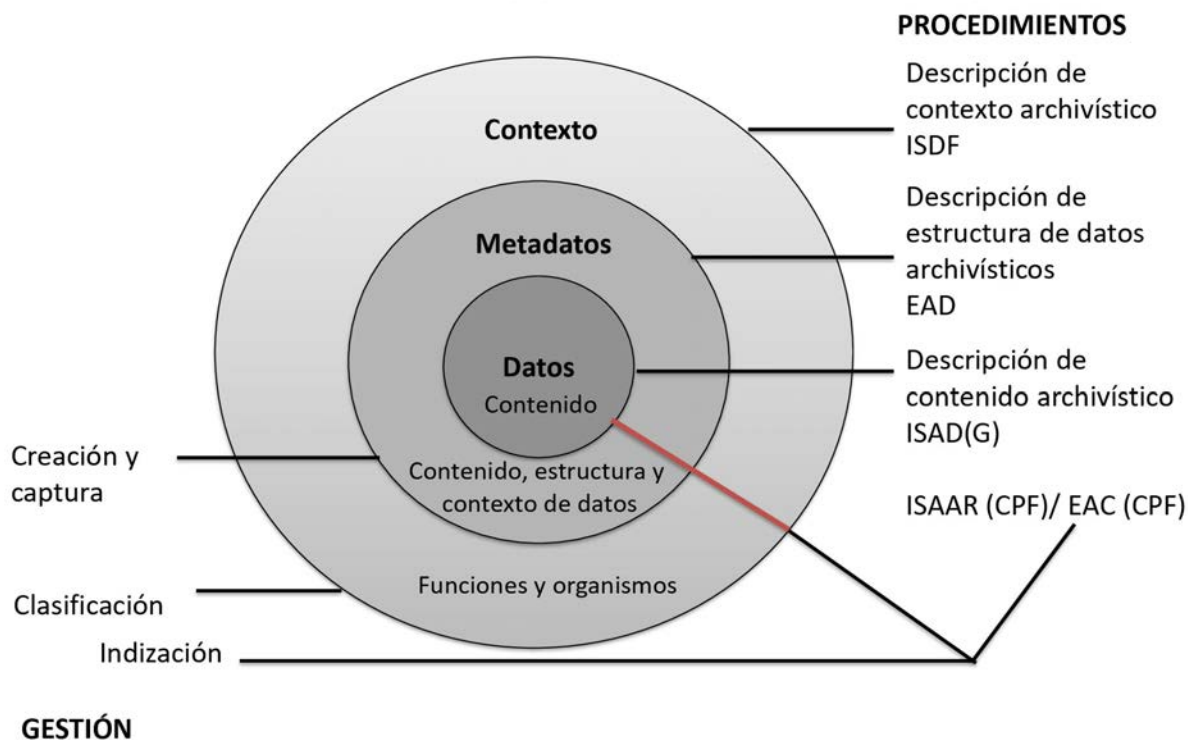 PROCEDIMIENTOS
Descripción de
contexto archivístico
ISDF
Descripción de
estructura de datos
archivísticos
EAD
Descripción de
contenido archivístico
ISAD(G)
ISAAR (CPF)/ EAC (CPF)
Contexto
Metadatos
Datos
Contenido
Contenido, estructura y
contexto de datos
Funciones y organismos
Creación y
captura
Clasificación
Indización
GESTIÓN